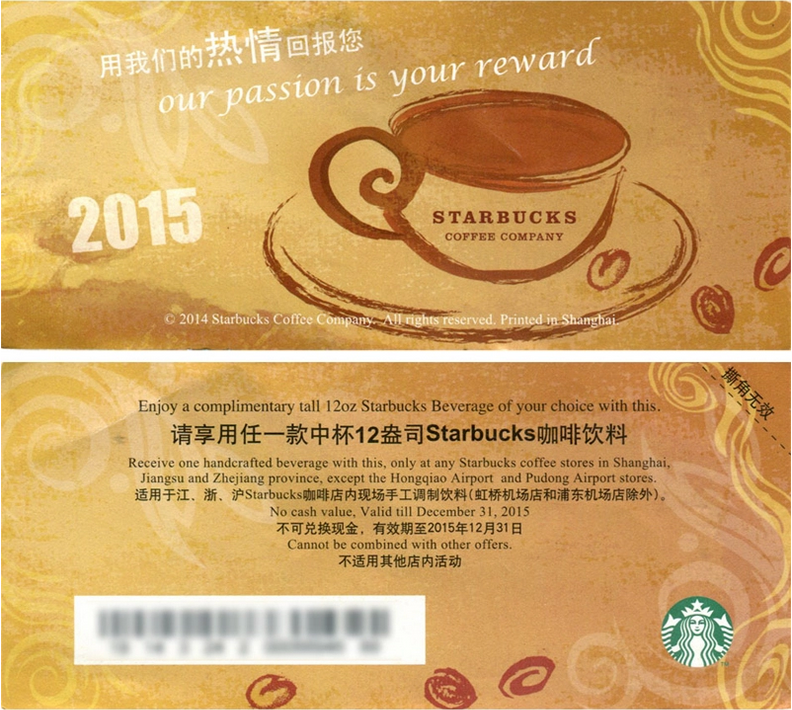 用我们的热情回报您
our passion is your reward
2015
STARBUCKS
COFFEE COMPANY
© 2014 Starbucks Coffee Company. All rights reserved. Printed in Shanghai.
撕角无效
Enjoy a complimentary tall 12oz Starbucks Beverage of your choice with this.
请享用任一款中杯12盎司Starbucks咖啡饮料
Receive one handcrafted beverage with this, only at any Starbucks coffee stores in Shanghai,
Jiangsu and Zhejiang province, except the Hongqiao Airport and Pudong Airport stores.
适用于江、浙、沪Starbucks咖啡店内现场手工调制饮料(虹桥机场店和浦东机场店除外)。
No cash value, Valid till December 31, 2015
不可兑换现金，有效期至2015年12月31日
Cannot be combined with other offers.
不适用其他店内活动